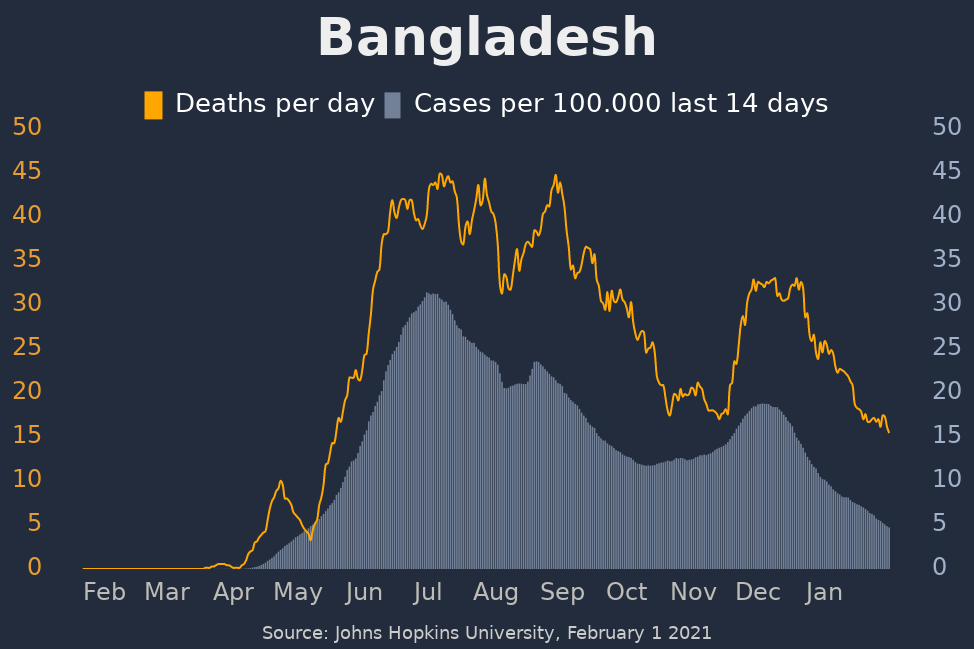 Bangladesh
Deaths per day Cases per 100.000 last 14 days
50 50
45 45
40 40
35 35
30 30
25 25
20 20
15 15
10 10
5 5
0 0
Feb Mar Apr May Jun Jul Aug Sep Oct Nov Dec Jan
Source: Johns Hopkins University, February 1 2021